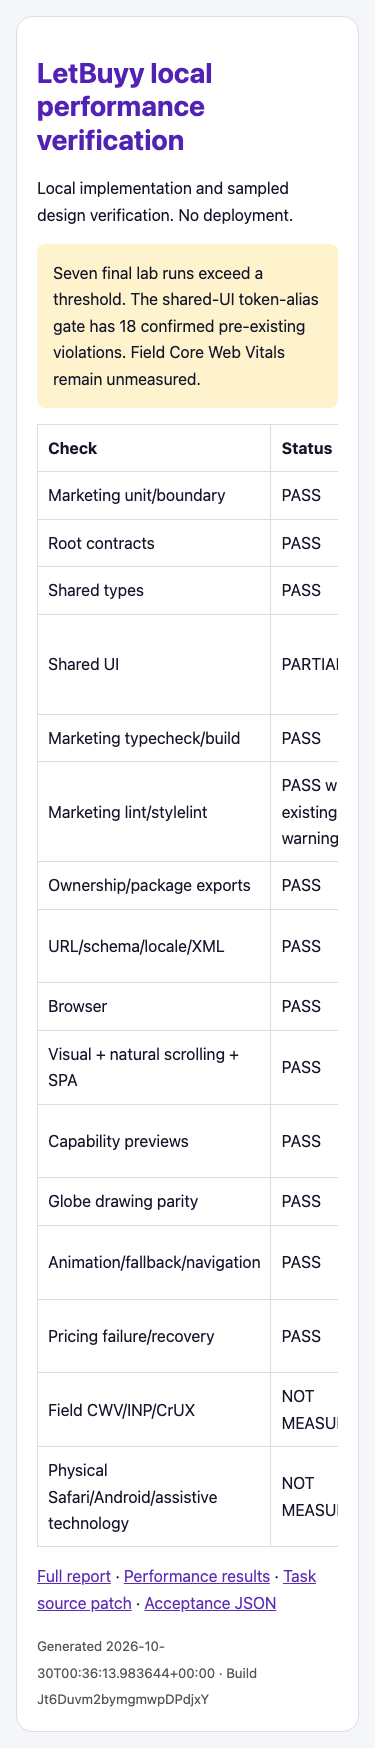 LetBuyy local
performance
verification
Local implementation and sampled
design verification. No deployment.
Seven final lab runs exceed a
threshold. The shared-UI token-alias
gate has 18 confirmed pre-existing
violations. Field Core Web Vitals
remain unmeasured.
Check Status
Marketing unit/boundary PASS
Root contracts PASS
Shared types PASS
Shared UI
Marketing typecheck/build PASS
Marketing lint/stylelint PASS
existing
Ownership/package exports PASS
URL/schema/locale/XML PASS
Browser PASS
Visual + natural scrolling +
SPA PASS
Capability previews PASS
Globe drawing parity PASS
Animation/fallback/navigation PASS
Pricing failure/recovery PASS
Field CWV/INP/CrUX NOT
Physical
Safari/Android/assistive
technology NOT
Full report · Performance results · Task
source patch · Acceptance JSON
Generated 2026-10-
30T00:36:13.983644+00:00 · Build
Jt6Duvm2bymgmwpDPdjxY